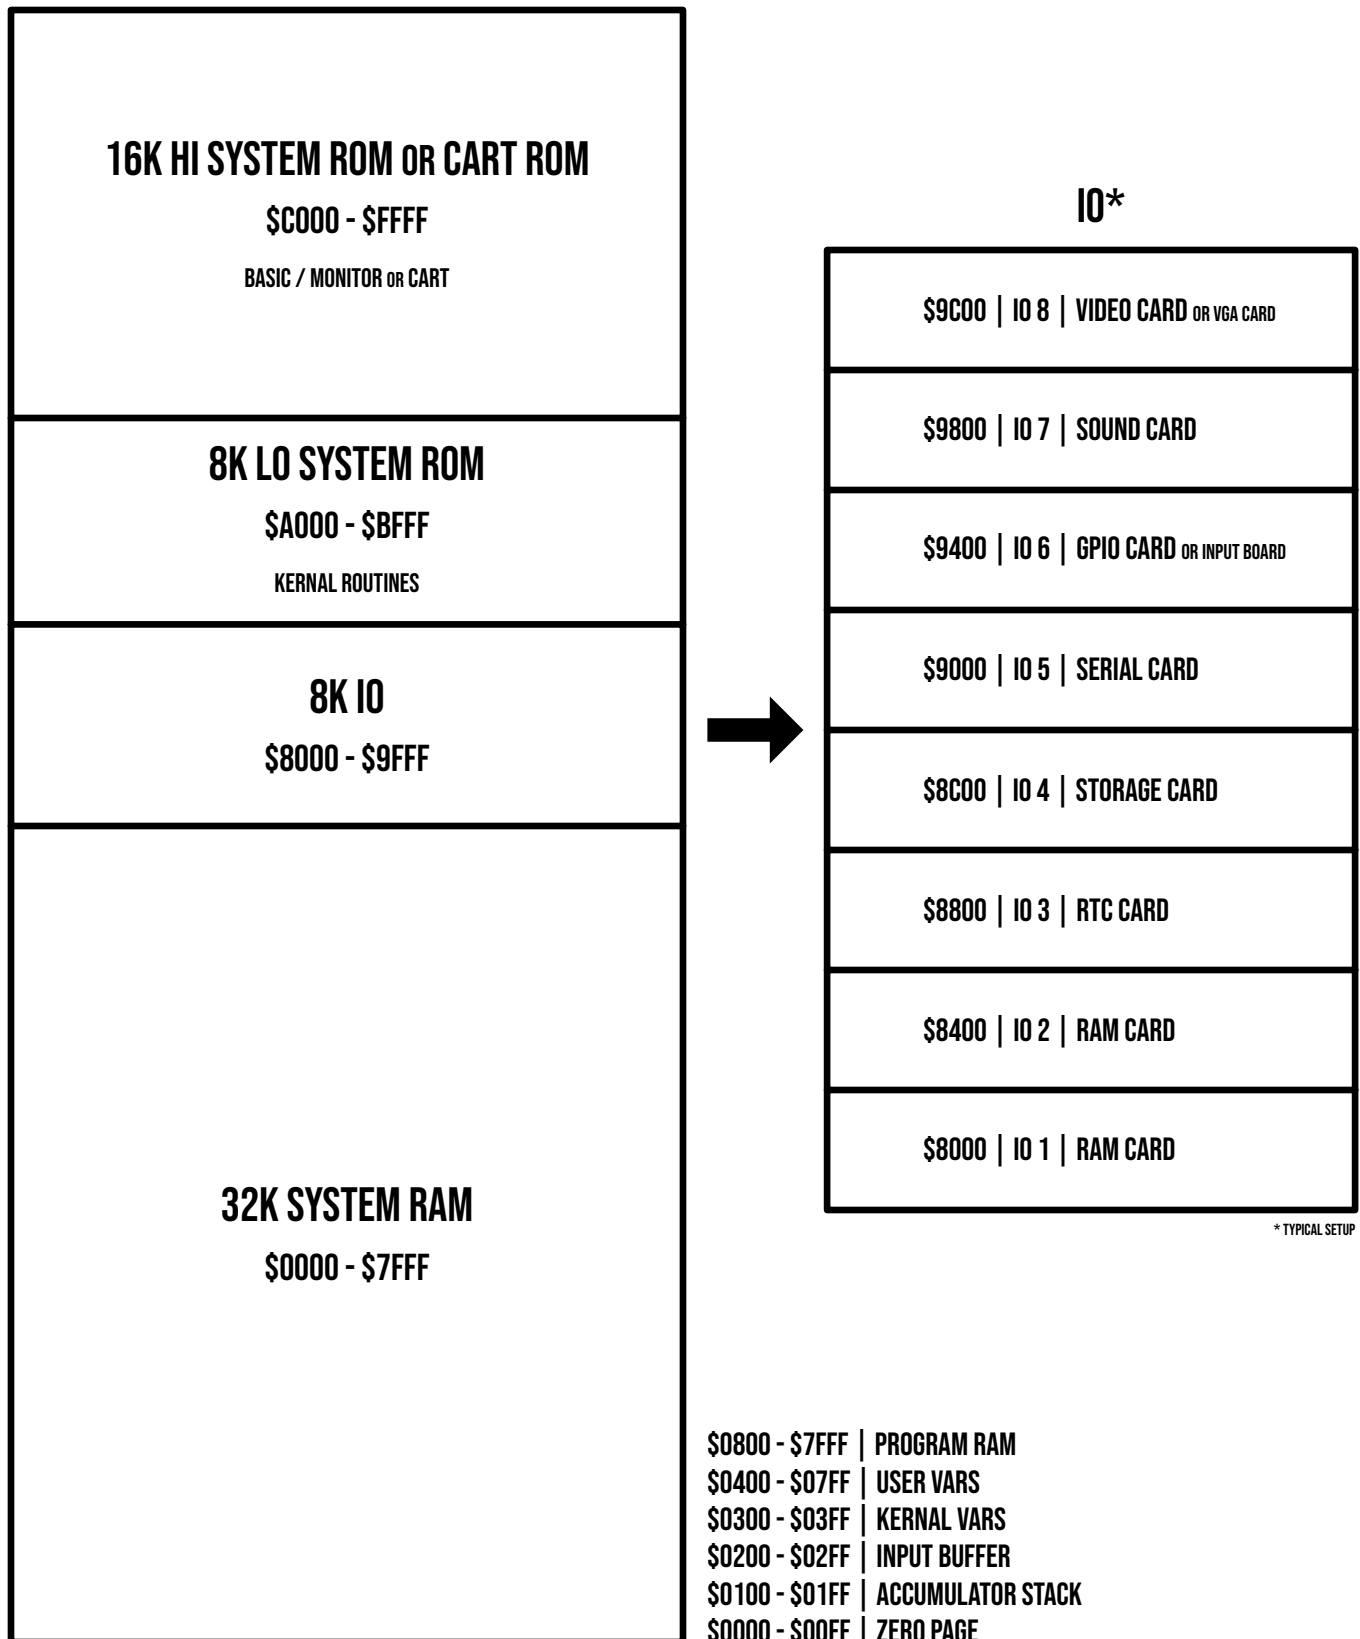 16K HI SYSTEM ROM OR CART ROM
$C000 - $FFFF
BASIC / MONITOR OR CART
8K LO SYSTEM ROM
$A000 - $BFFF
KERNAL ROUTINES
8K IO
$8000 - $9FFF
32K SYSTEM RAM
$0000 - $7FFF
IO*
$9C00 | IO 8 | VIDEO CARD OR VGA CARD
$9800 | IO 7 | SOUND CARD
$9400 | IO 6 | GPIO CARD OR INPUT BOARD
$9000 | IO 5 | SERIAL CARD
$8C00 | IO 4 | STORAGE CARD
$8800 | IO 3 | RTC CARD
$8400 | IO 2 | RAM CARD
$8000 | IO 1 | RAM CARD
* TYPICAL SETUP
$0800 - $7FFF | PROGRAM RAM
$0400 - $07FF | USER VARS
$0300 - $03FF | KERNAL VARS
$0200 - $02FF | INPUT BUFFER
$0100 - $01FF | ACCUMULATOR STACK
$0000 - $00FF | ZERO PAGE